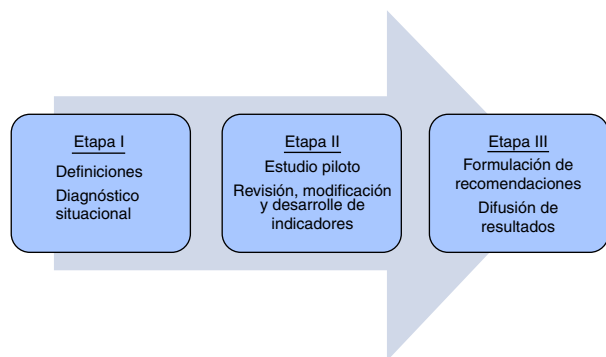 Etapa I
Definiciones
Diagnóstico
situacional
Etapa II
Estudio piloto
Revisión, modificación
y desarrolle de
indicadores
Etapa III
Formulación de
recomendaciones
Difusión de
resultados